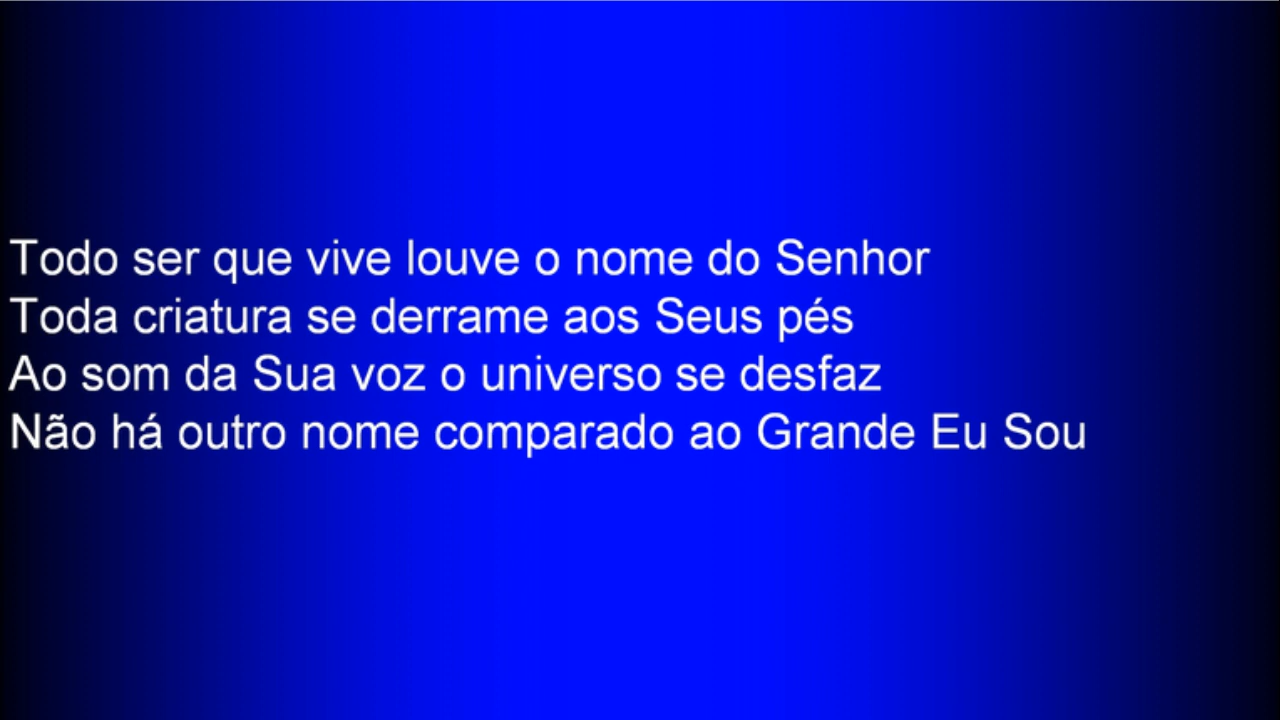 Todo ser que vive louve o nome do Senhor
Toda criatura se derrame aos Seus pés
Ao som da Sua voz o universo se desfaz
Não há outro nome comparado ao Grande Eu Sou